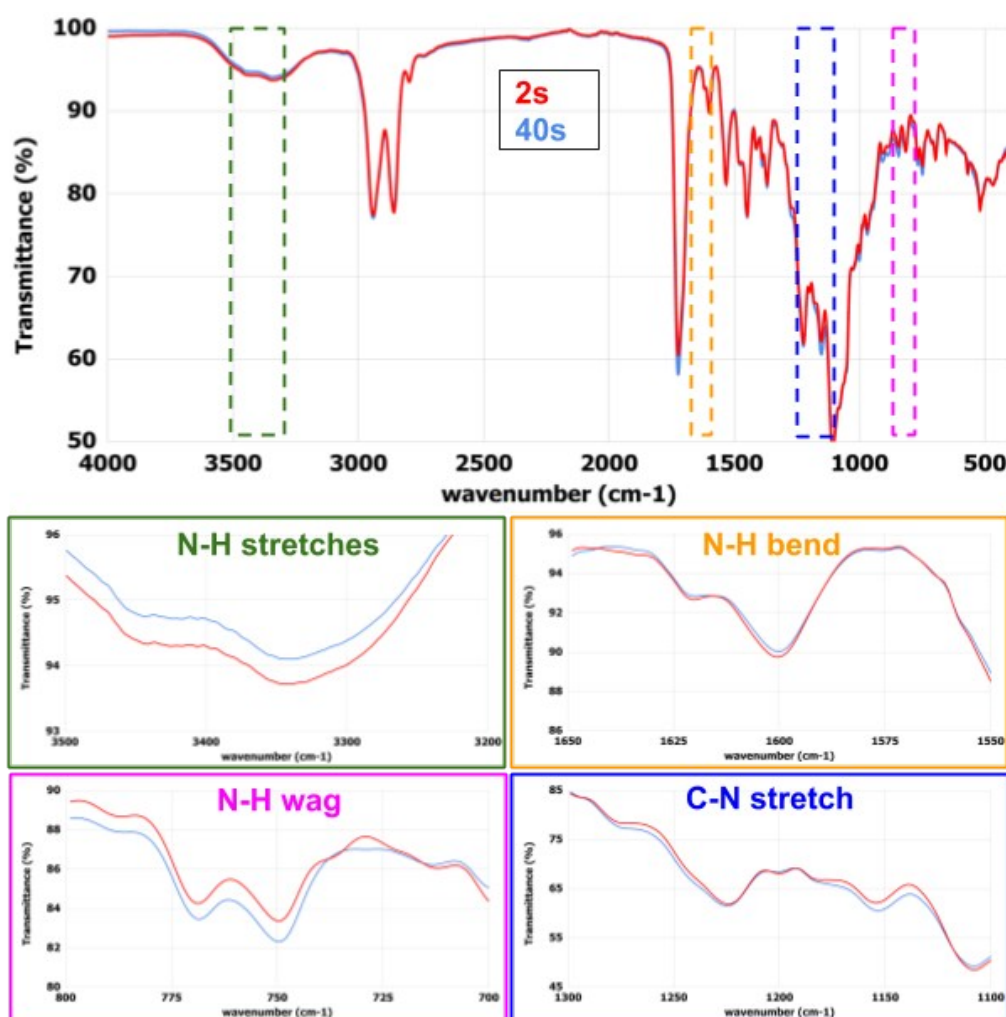 100
90
80
70
60
50
Transmittance (%)
2s
40s
4000 3500 3000 2500 2000 1500 1000 500
wavenumber (cm-1)
N-H stretches
96
95
94
93
Transmittance (%)
3500 3400 3300 3200
wavenumber (cm-1)
N-H bend
96
94
92
90
88
86
Transmittance (%)
1650 1625 1600 1575 1550
wavenumber (cm-1)
N-H wag
90
88
86
84
82
80
Transmittance (%)
800 775 750 725 700
wavenumber (cm-1)
C-N stretch
85
75
65
55
45
Transmittance (%)
1300 1250 1200 1150 1100
wavenumber (cm-1)